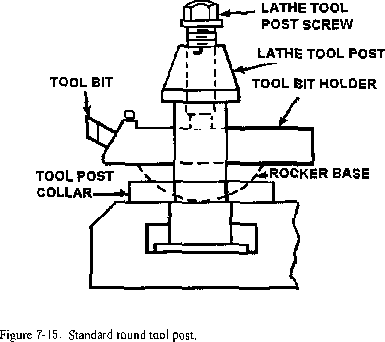 LATHE TOOL
POST SCREW
LATHE TOOL POST
TOOL BIT
TOOL BIT HOLDER
ROCKER BASE
TOOL POST
COLLAR
Figure 7-15. Standard round tool post.